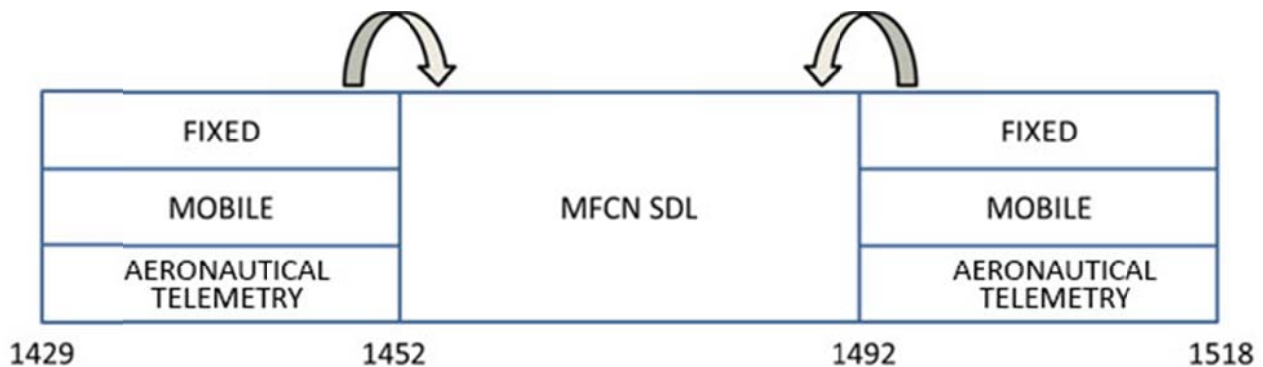 FIXED
MOBILE
AERONAUTICAL
TELEMETRY
MFCN SDL
FIXED
MOBILE
AERONAUTICAL
TELEMETRY
1429
1452
1492
1518